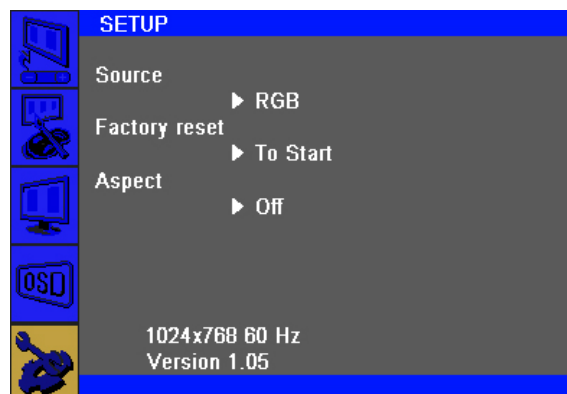 SETUP
Source
▶ RGB
Factory reset
▶ To Start
Aspect
▶ Off
OSD
1024x768 60 Hz
Version 1.05